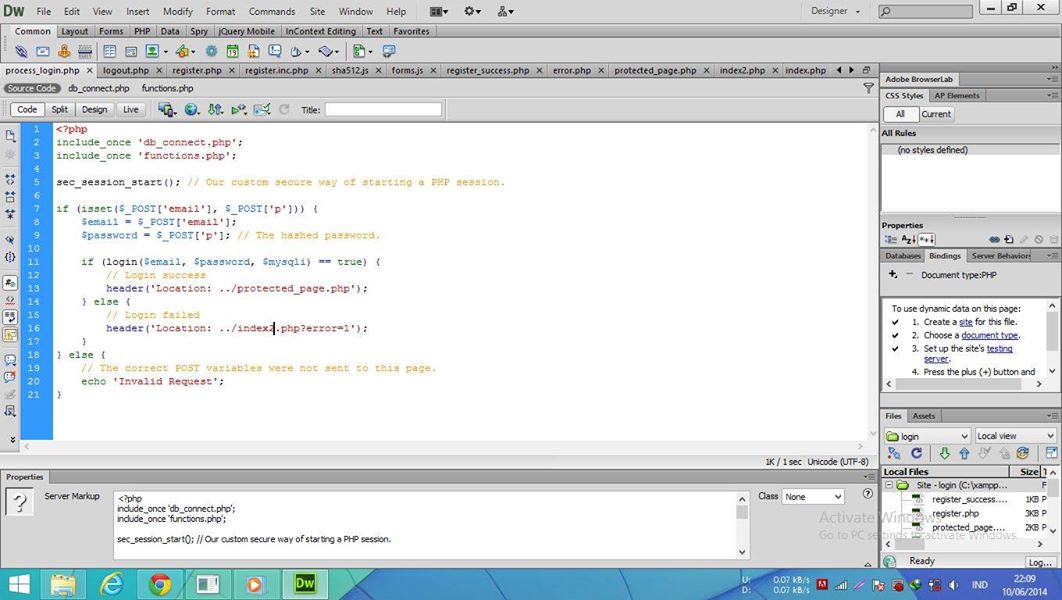 Dw File Edit View Insert Modify Format Commands Site Window Help Designer
Common Layout Forms PHP Data Spry jQuery Mobile InContext Editing Text Favorites
process_login.php logout.php register.php register.inc.php sha512.js forms.js register_success.php error.php protected_page.php index2.php index.php
Source Code db_connect.php functions.php
Code Split Design Live Title:
1 <?php
2 include_once 'db_connect.php';
3 include_once 'functions.php';
4
5 sec_session_start(); // Our custom secure way of starting a PHP session.
6
7 if (isset($_POST['email'], $_POST['p'])) {
8 $email = $_POST['email'];
9 $password = $_POST['p']; // The hashed password.
10
11 if (login($email, $password, $mysqli) == true) {
12 // Login success
13 header('Location: ../protected_page.php');
14 } else {
15 // Login failed
16 header('Location: ../index2.php?error=1');
17 }
18 } else {
19 // The correct POST variables were not sent to this page.
20 echo 'Invalid Request';
21 }
1K / 1 sec Unicode (UTF-8)
Properties
? Server Markup
<?php
include_once 'db_connect.php';
include_once 'functions.php';
sec_session_start(); // Our custom secure way of starting a PHP session.
Class None
Adobe BrowserLab
CSS Styles AP Elements
All Current
All Rules
(no styles defined)
Properties
Databases Bindings Server Behaviors
Document type:PHP
To use dynamic data on this page:
1. Create a site for this file.
2. Choose a document type.
3. Set up the site's testing
server.
4. Press the plus (+) button and
Files Assets
login Local view
Local Files Size T
Site - login (C:\xampp... F
register_success.... 1KB P
register.php 3KB P
protected_page.... 2KB P
Activate Windows
Go to PC settings to activate Windows.
Ready Log...
Dw
U: 0.07 kB/s
D: 0.07 kB/s
IND
22:09
10/06/2014